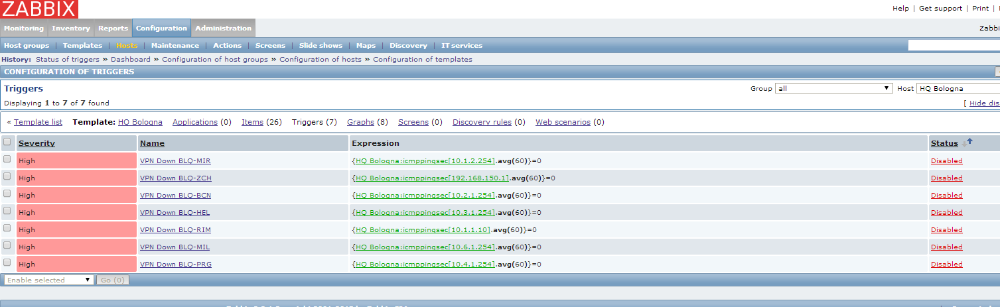 ZABBIX
Help | Get support | Print |
Monitoring Inventory Reports Configuration Administration
Host groups | Templates | Hosts | Maintenance | Actions | Screens | Slide shows | Maps | Discovery | IT services
History: Status of triggers » Dashboard » Configuration of host groups » Configuration of hosts » Configuration of templates
CONFIGURATION OF TRIGGERS
Triggers Group all Host HQ Bologna
Displaying 1 to 7 of 7 found [ Hide
« Template list Template: HQ Bologna Applications (0) Items (26) Triggers (7) Graphs (8) Screens (0) Discovery rules (0) Web scenarios (0)
Severity Name Expression Status
High VPN Down BLQ-MIR {HQ Bologna:icmppingsec[10.1.2.254].avg(60)}=0 Disabled
High VPN Down BLQ-ZCH {HQ Bologna:icmppingsec[192.168.150.1].avg(60)}=0 Disabled
High VPN Down BLQ-BCN {HQ Bologna:icmppingsec[10.2.1.254].avg(60)}=0 Disabled
High VPN Down BLQ-HEL {HQ Bologna:icmppingsec[10.3.1.254].avg(60)}=0 Disabled
High VPN Down BLQ-RIM {HQ Bologna:icmppingsec[10.1.1.10].avg(60)}=0 Disabled
High VPN Down BLQ-MIL {HQ Bologna:icmppingsec[10.6.1.254].avg(60)}=0 Disabled
High VPN Down BLQ-PRG {HQ Bologna:icmppingsec[10.4.1.254].avg(60)}=0 Disabled
Enable selected Go (0)